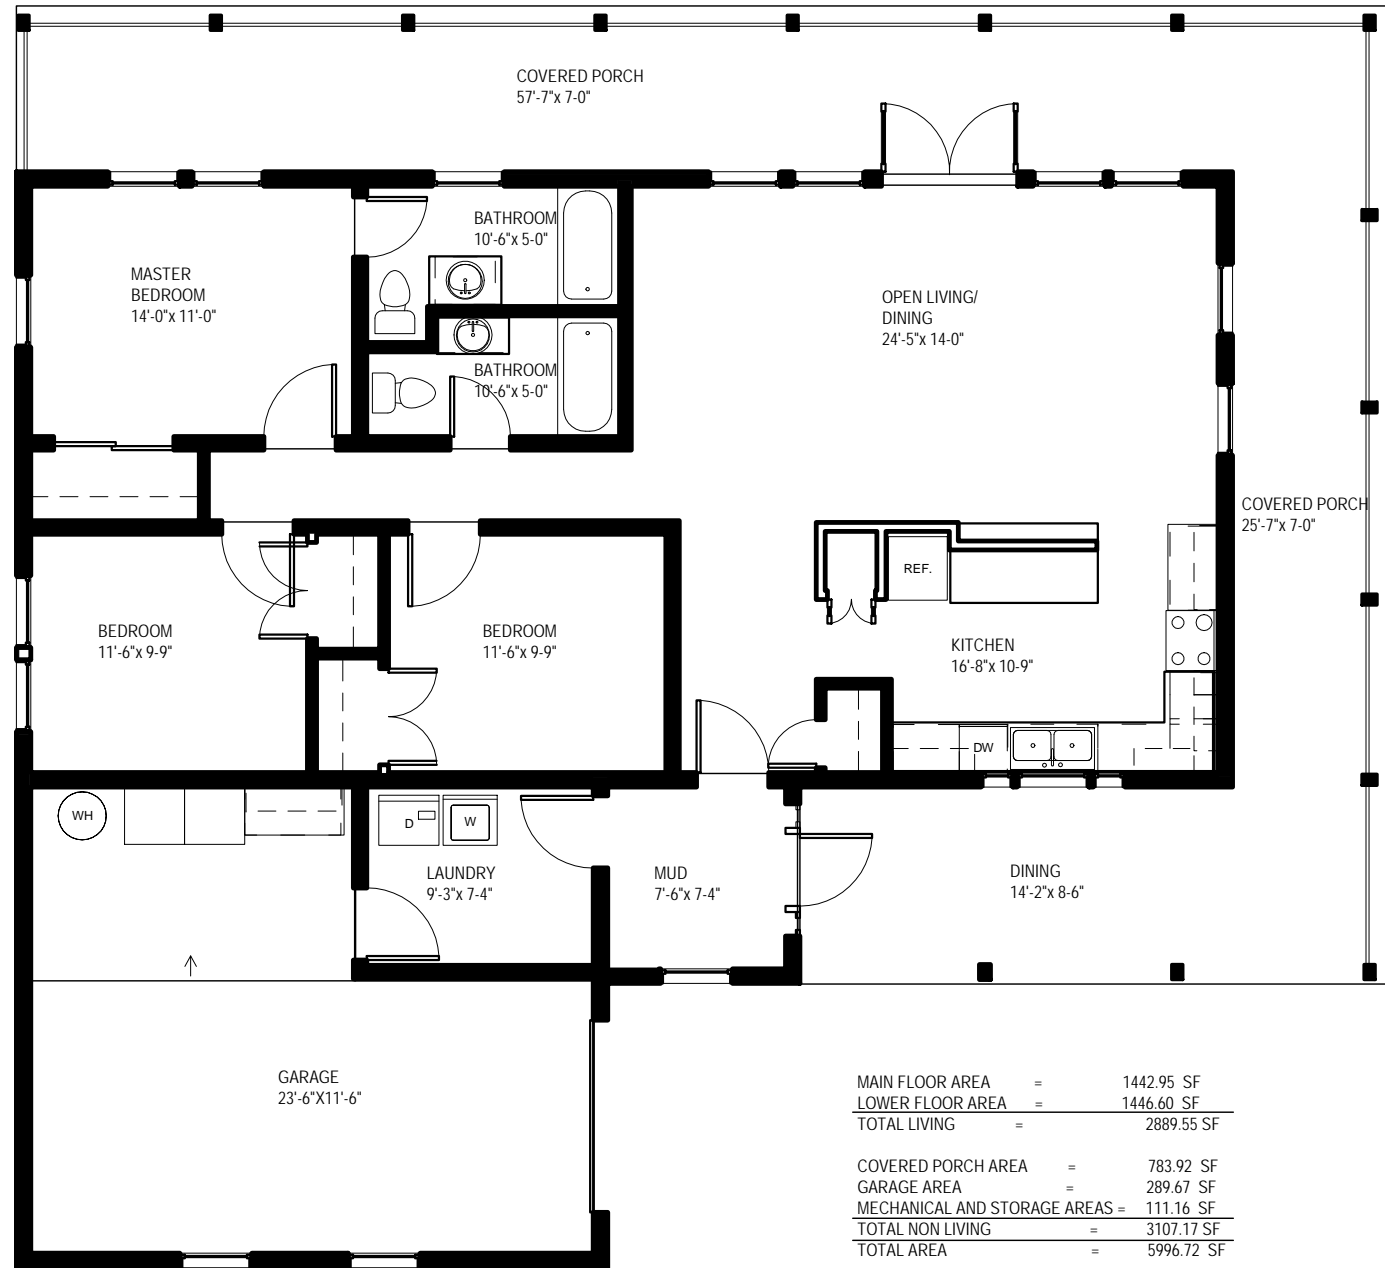 COVERED PORCH
57'-7"x 7-0"
BATHROOM
10'-6"x 5-0"
MASTER
BEDROOM
14'-0"x 11'-0"
OPEN LIVING/
DINING
24'-5"x 14-0"
BATHROOM
10'-6"x 5-0"
COVERED PORCH
25'-7"x 7-0"
REF.
BEDROOM
11'-6"x 9-9"
BEDROOM
11'-6"x 9-9"
KITCHEN
16'-8"x 10-9"
DW
WH
D
W
LAUNDRY
9'-3"x 7-4"
MUD
7'-6"x 7-4"
DINING
14'-2"x 8-6"
GARAGE
23'-6"X11'-6"
MAIN FLOOR AREA = 1442.95 SF
LOWER FLOOR AREA = 1446.60 SF
TOTAL LIVING = 2889.55 SF
COVERED PORCH AREA = 783.92 SF
GARAGE AREA = 289.67 SF
MECHANICAL AND STORAGE AREAS = 111.16 SF
TOTAL NON LIVING = 3107.17 SF
TOTAL AREA = 5996.72 SF